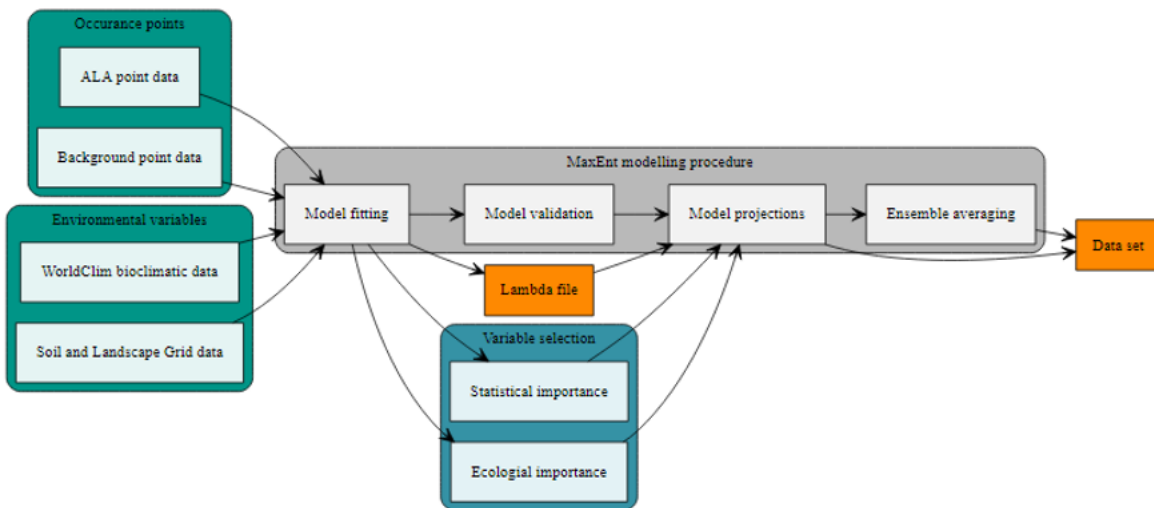 Occurance points
ALA point data
Background point data
Environmental variables
WorldClim bioclimatic data
Soil and Landscape Grid data
MaxEnt modelling procedure
Model fitting
Model validation
Model projections
Ensemble averaging
Data set
Lambda file
Variable selection
Statistical importance
Ecologial importance